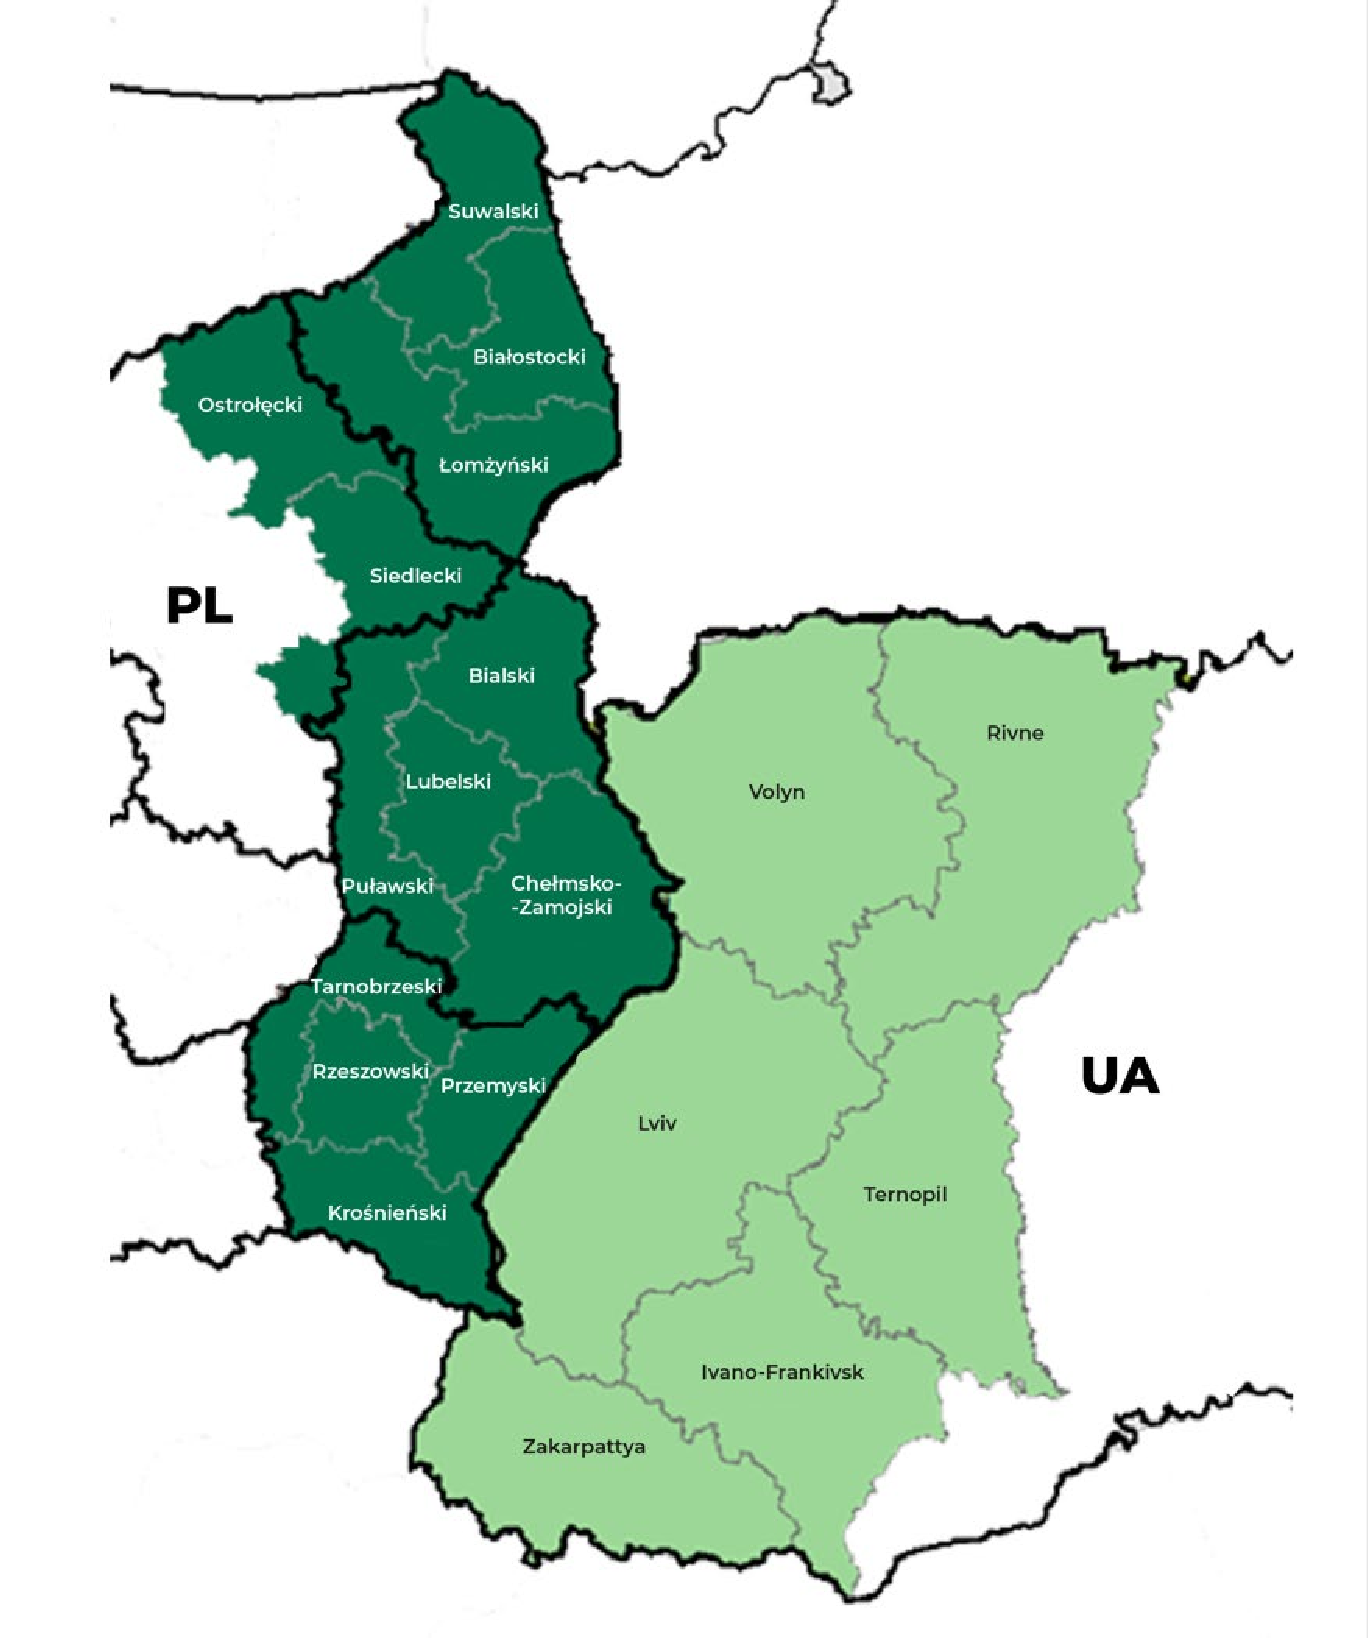 Suwalski
Białostocki
Ostrołęcki
Łomżyński
Siedlecki
PL
Bialski
Rivne
Lubelski
Volyn
Puławski
Chełmsko-
-Zamojski
Tarnobrzeski
Rzeszowski
Przemyski
UA
Lviv
Ternopil
Krośnieński
Ivano-Frankivsk
Zakarpattya